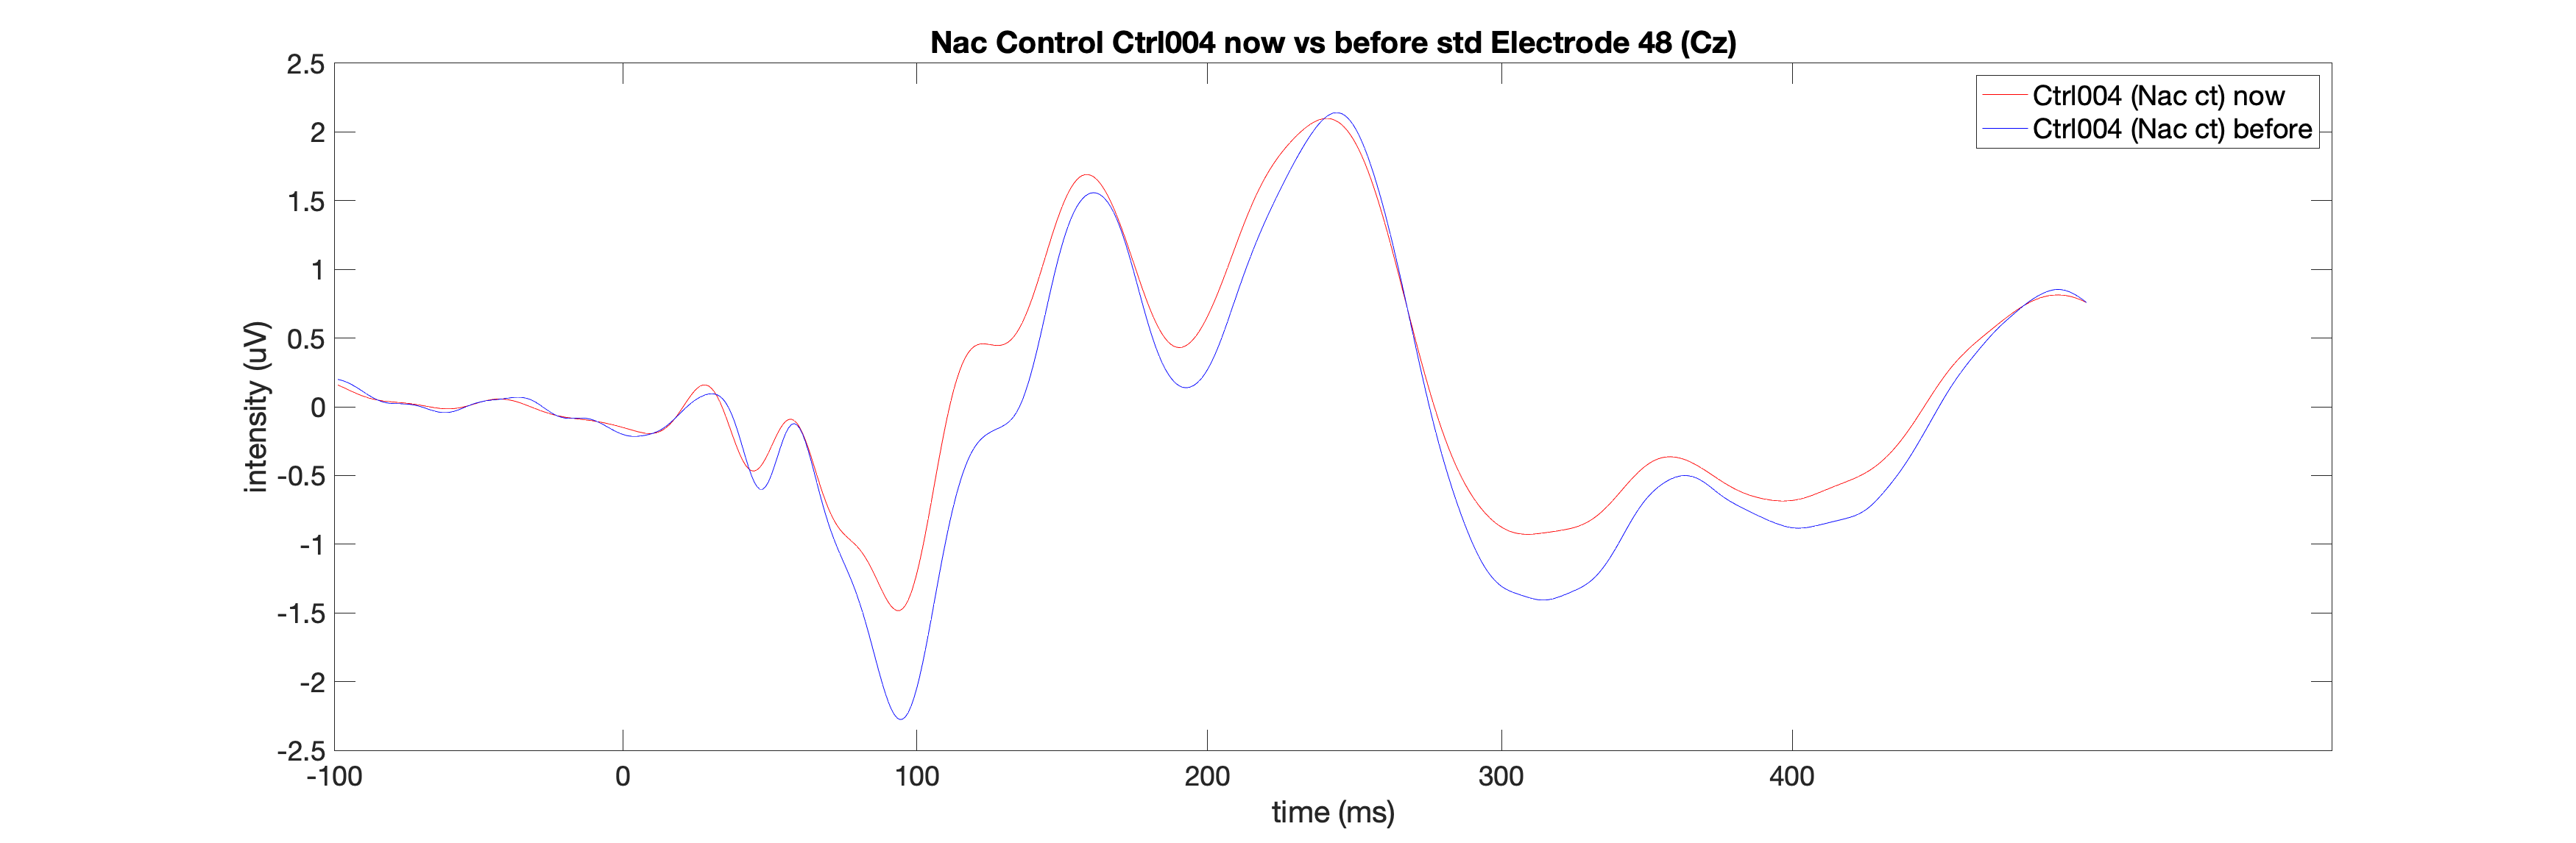 Nac Control Ctrl004 now vs before std Electrode 48 (Cz)
2.5
2
1.5
1
0.5
0
-0.5
-1
-1.5
-2
-2.5
intensity (uV)
Ctrl004 (Nac ct) now
Ctrl004 (Nac ct) before
-100 0 100 200 300 400
time (ms)